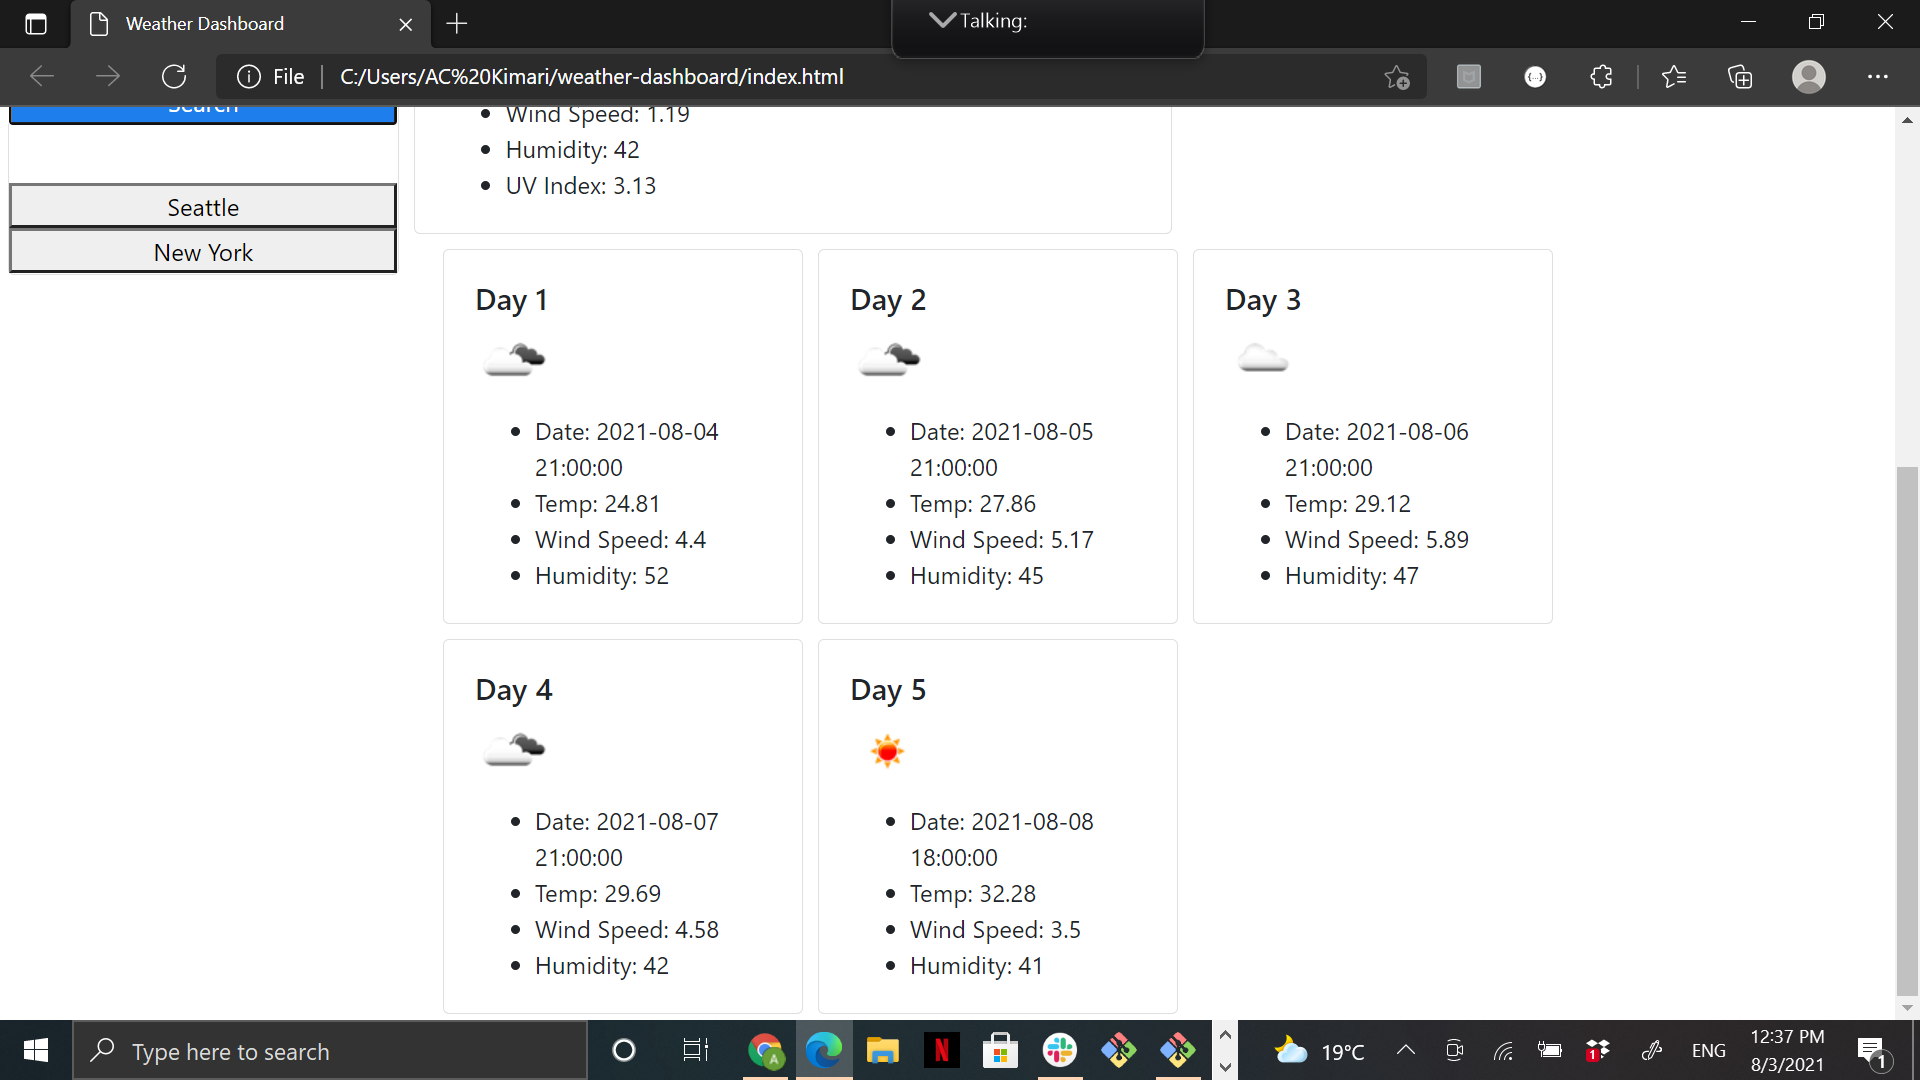 Weather Dashboard
Talking:
File
C:/Users/AC%20Kimari/weather-dashboard/index.html
Search
Wind Speed: 1.19
Humidity: 42
UV Index: 3.13
Seattle
New York
Day 1
Date: 2021-08-04
21:00:00
Temp: 24.81
Wind Speed: 4.4
Humidity: 52
Day 2
Date: 2021-08-05
21:00:00
Temp: 27.86
Wind Speed: 5.17
Humidity: 45
Day 3
Date: 2021-08-06
21:00:00
Temp: 29.12
Wind Speed: 5.89
Humidity: 47
Day 4
Date: 2021-08-07
21:00:00
Temp: 29.69
Wind Speed: 4.58
Humidity: 42
Day 5
Date: 2021-08-08
18:00:00
Temp: 32.28
Wind Speed: 3.5
Humidity: 41
Type here to search
A
N
19°C
1
ENG
12:37 PM
8/3/2021
1